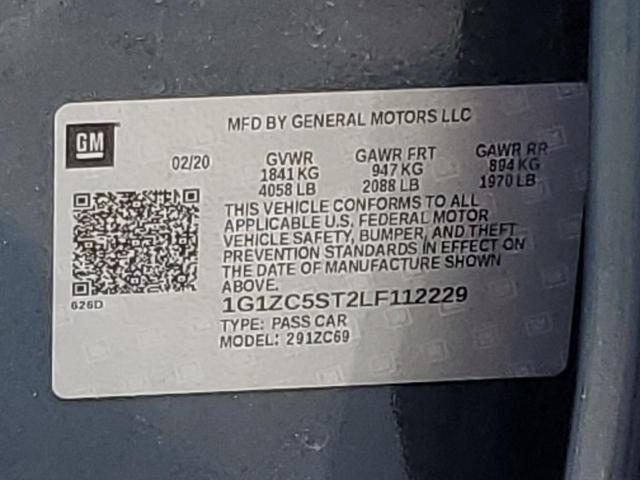 MFD BY GENERAL MOTORS LLC
GM
02/20 GVWR GAWR FRT GAWR RR
1841 KG 947 KG 894 KG
4058 LB 2088 LB 1970 LB
THIS VEHICLE CONFORMS TO ALL
APPLICABLE U.S. FEDERAL MOTOR
VEHICLE SAFETY, BUMPER, AND THEFT
PREVENTION STANDARDS IN EFFECT ON
THE DATE OF MANUFACTURE SHOWN
ABOVE.
626D
1G1ZC5ST2LF112229
TYPE: PASS CAR
MODEL: 291ZC69